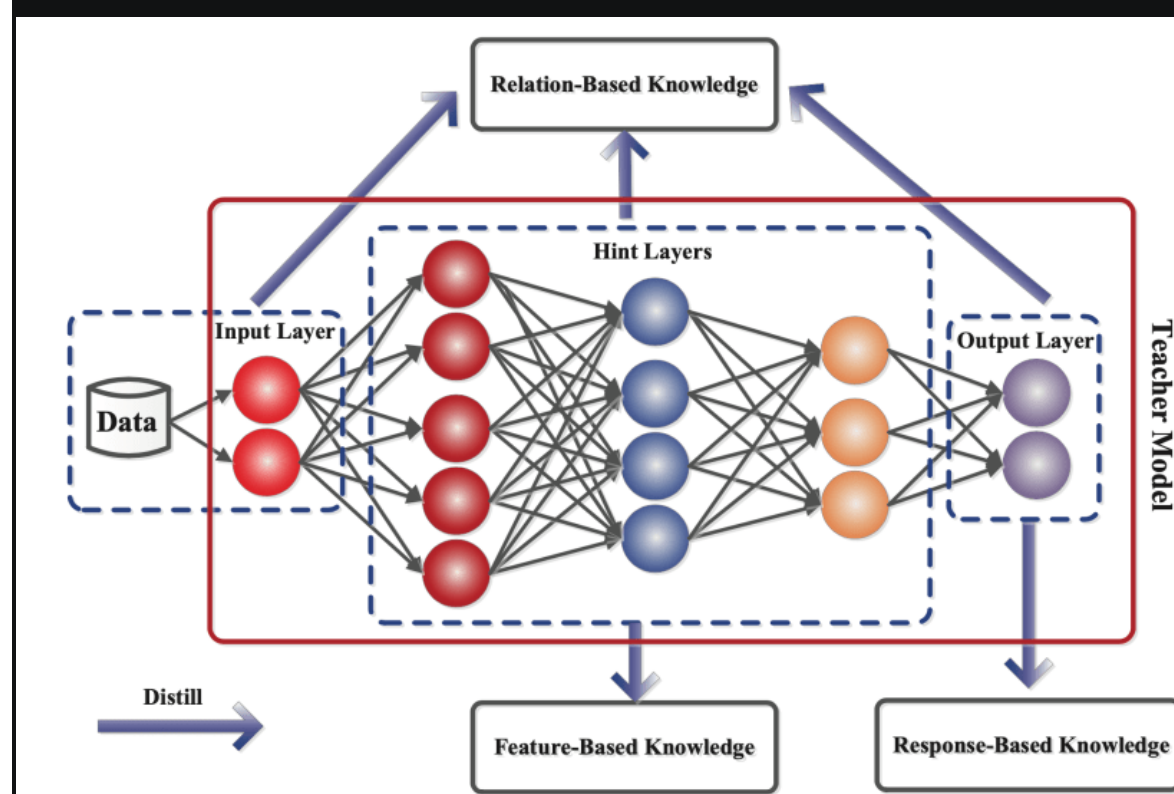 Relation-Based Knowledge
Hint Layers
Input Layer
Output Layer
Data
Teacher Model
Distill
Feature-Based Knowledge
Response-Based Knowledge